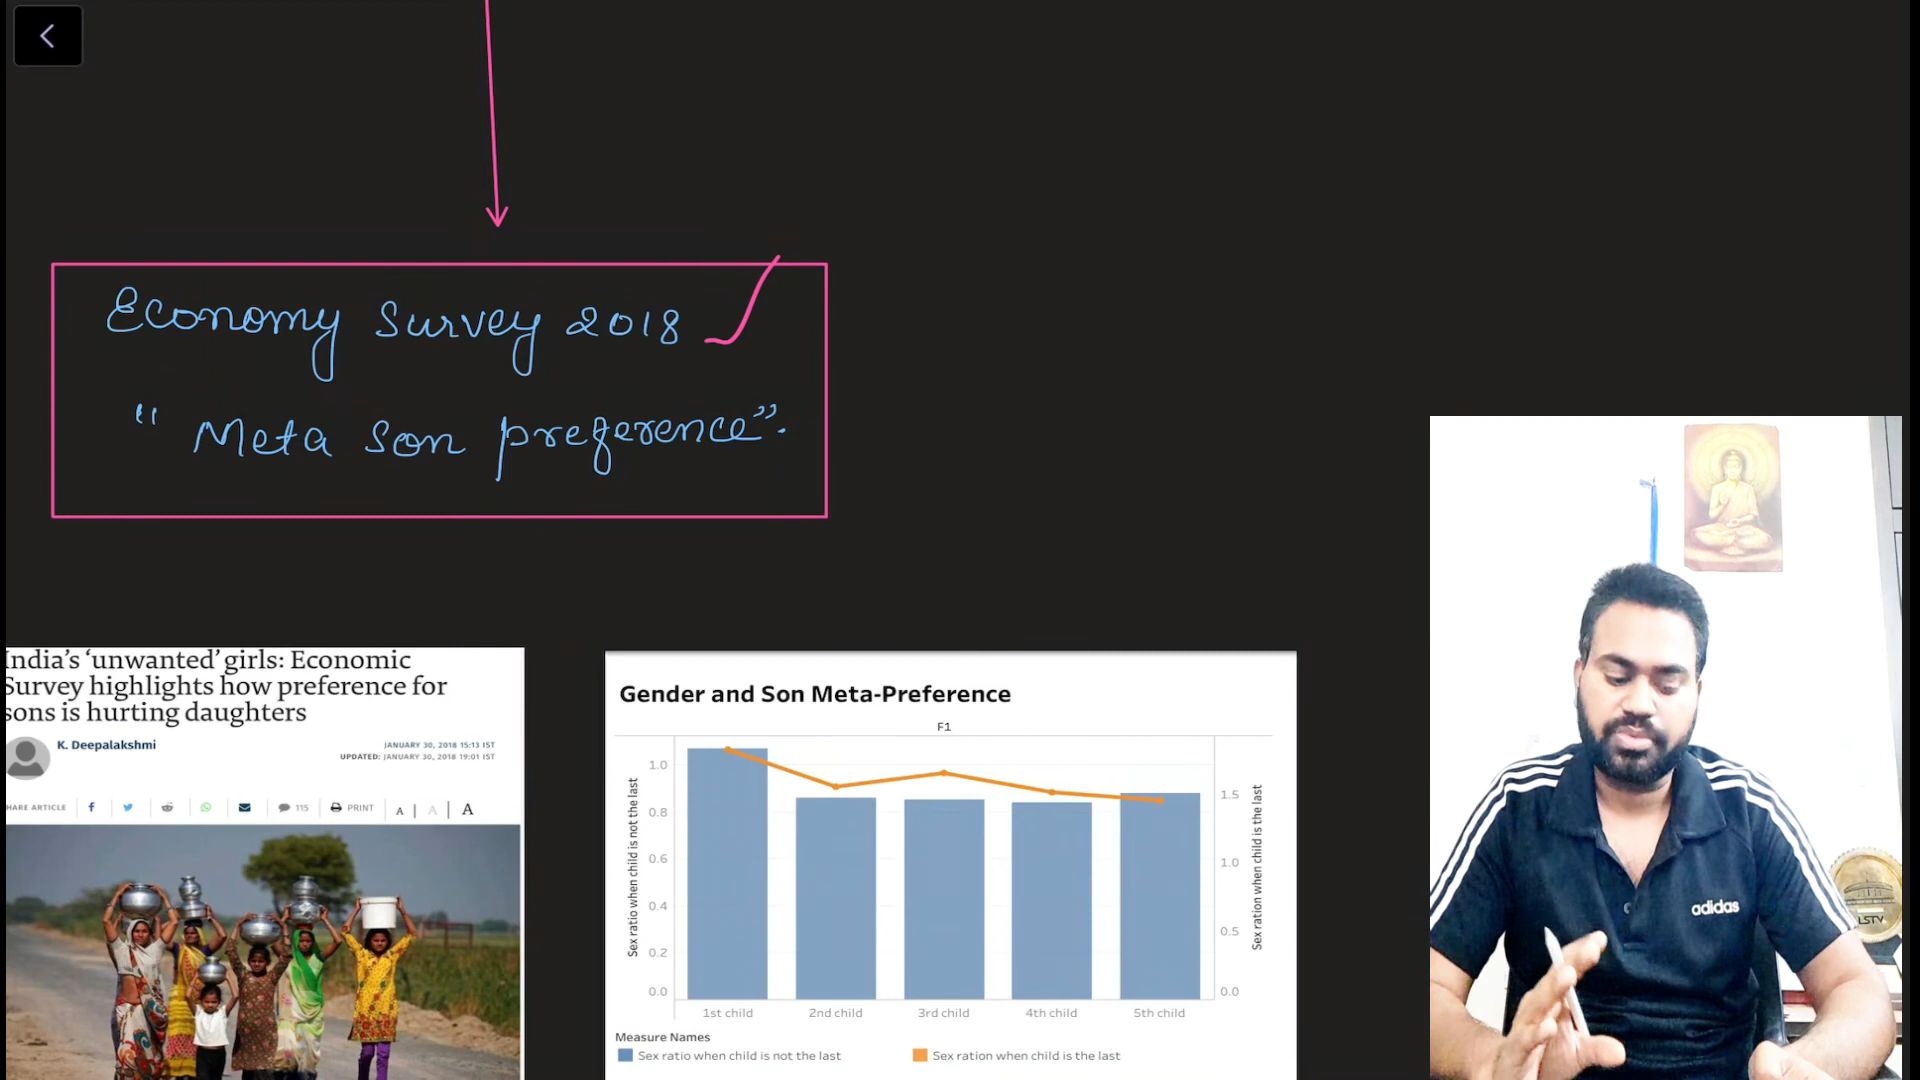 Economy Survey 2018
" Meta son preference".
India's 'unwanted' girls: Economic
Survey highlights how preference for
sons is hurting daughters
K. Deepalakshmi
JANUARY 30, 2018 15:13 IST
UPDATED: JANUARY 30, 2018 19:01 IST
HARE ARTICLE
115
PRINT
A | A | A
Gender and Son Meta-Preference
F1
Sex ratio when child is not the last
1.0
0.8
0.6
0.4
0.2
0.0
1.5
1.0
0.5
0.0
Sex ration when child is the last
1st child 2nd child 3rd child 4th child 5th child
Measure Names
Sex ratio when child is not the last
Sex ration when child is the last
adidas
LSTV